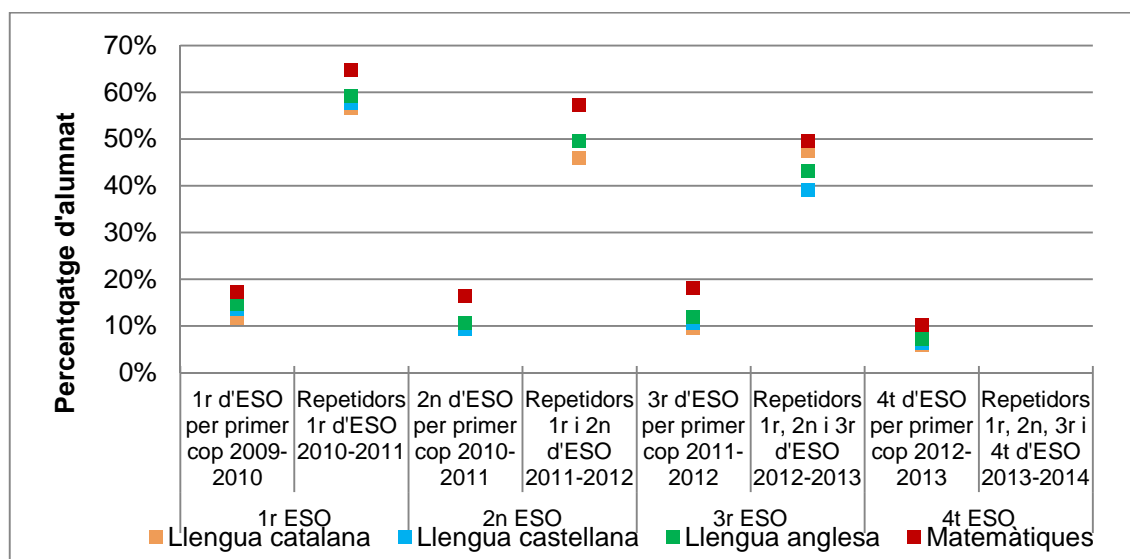 70%
60%
50%
40%
30%
20%
10%
0%
Percentqatge d'alumnat
1r d'ESO
per primer
cop 2009-
2010
Repetidors
1r d'ESO
2010-2011
2n d'ESO
per primer
cop 2010-
2011
Repetidors
1r i 2n
d'ESO
2011-2012
3r d'ESO
per primer
cop 2011-
2012
Repetidors
1r, 2n i 3r
d'ESO
2012-2013
4t d'ESO
per primer
cop 2012-
2013
Repetidors
1r, 2n, 3r i
4t d'ESO
2013-2014
1r ESO
2n ESO
3r ESO
4t ESO
Llengua catalana
Llengua castellana
Llengua anglesa
Matemàtiques